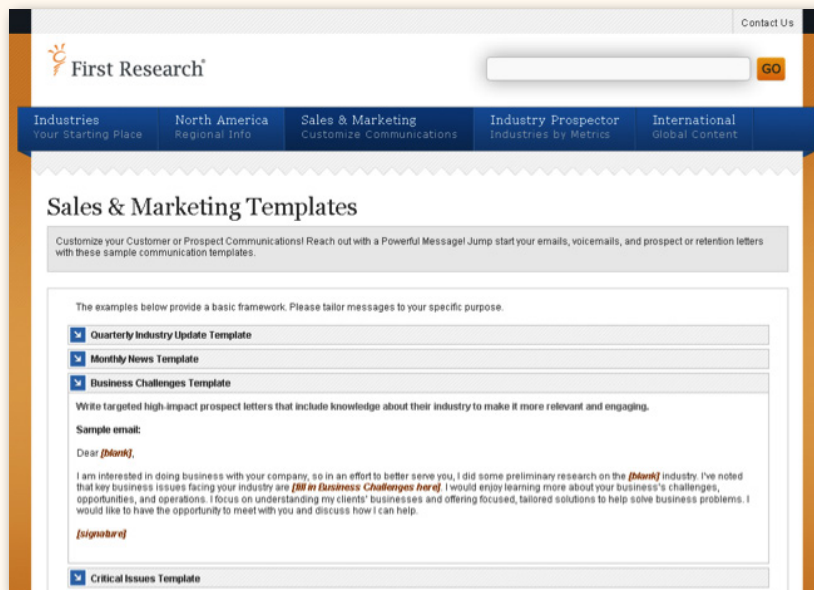 Contact Us
First Research®
GO
Industries
Your Starting Place
North America
Regional Info
Sales & Marketing
Customize Communications
Industry Prospector
Industries by Metrics
International
Global Content
Sales & Marketing Templates
Customize your Customer or Prospect Communications! Reach out with a Powerful Message! Jump start your emails, voicemails, and prospect or retention letters
with these sample communication templates.
The examples below provide a basic framework. Please tailor messages to your specific purpose.
Quarterly Industry Update Template
Monthly News Template
Business Challenges Template
Write targeted high-impact prospect letters that include knowledge about their industry to make it more relevant and engaging.
Sample email:
Dear [blank],
I am interested in doing business with your company, so in an effort to better serve you, I did some preliminary research on the [blank] industry. I've noted
that key business issues facing your industry are [fill in Business Challenges here]. I would enjoy learning more about your business's challenges,
opportunities, and operations. I focus on understanding my clients' businesses and offering focused, tailored solutions to help solve business problems. I
would like to have the opportunity to meet with you and discuss how I can help.
[signature]
Critical Issues Template